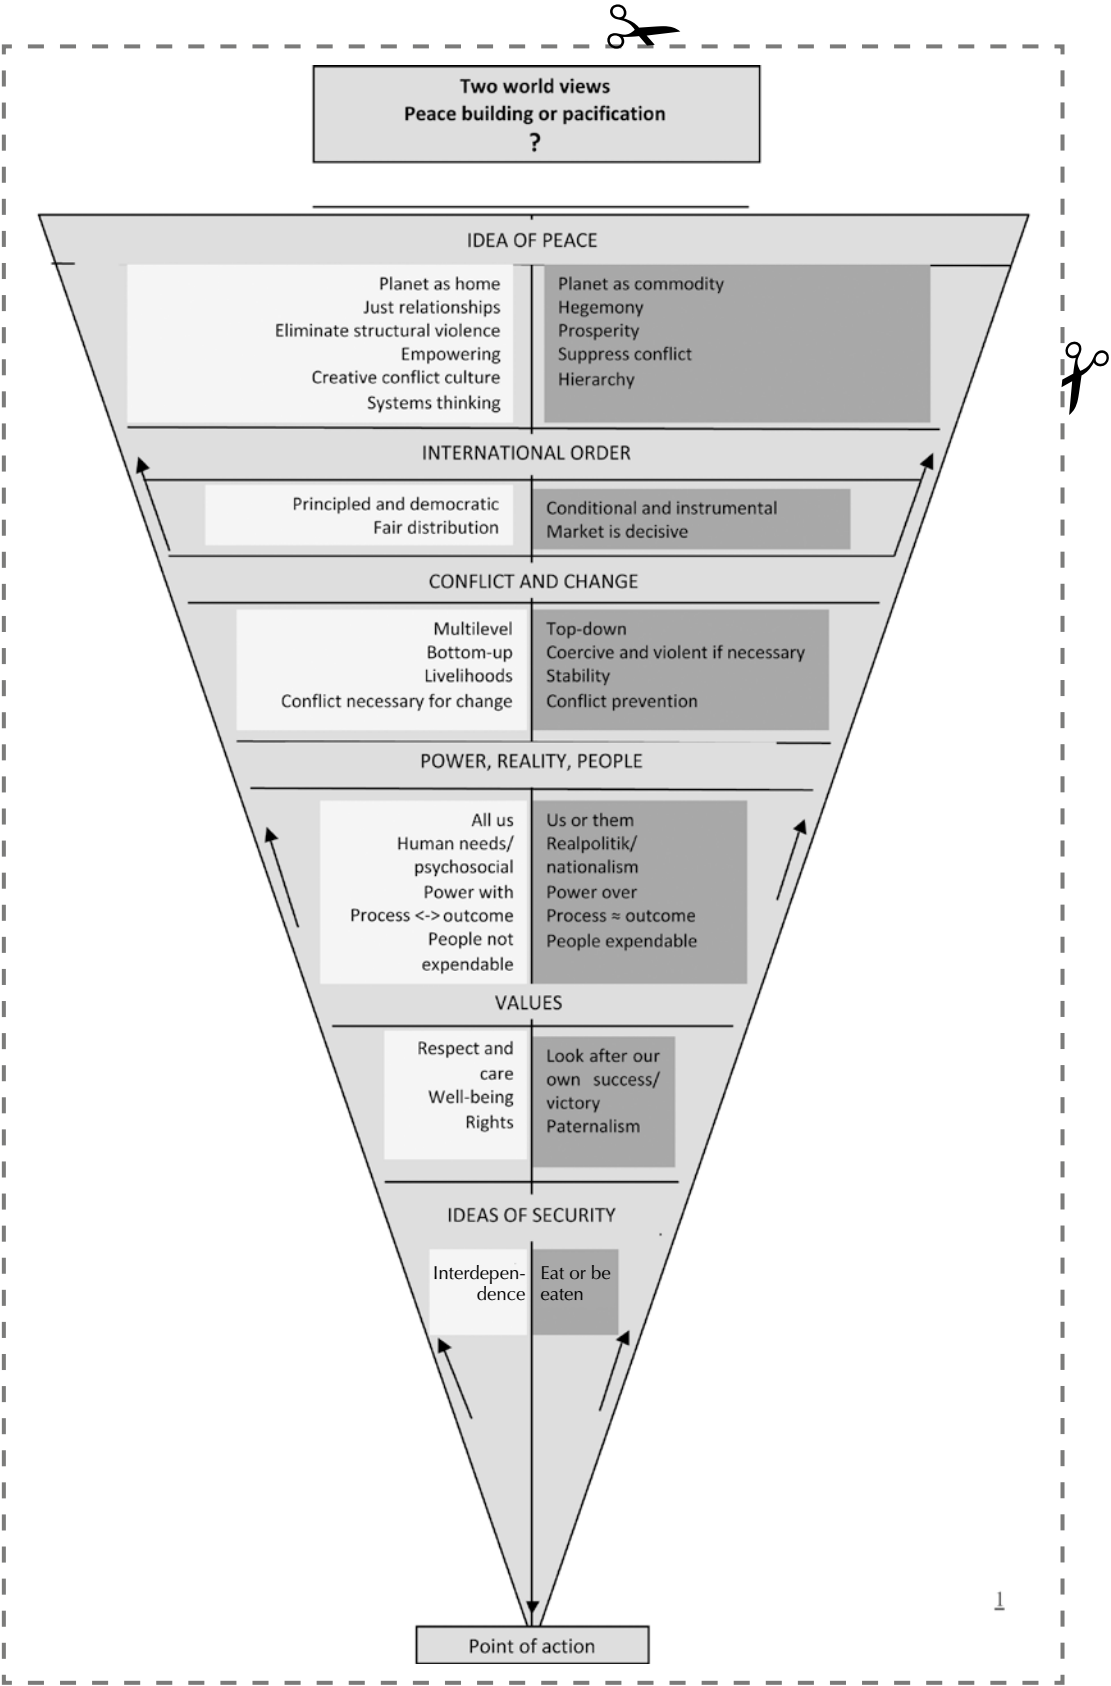 Two world views
Peace building or pacification
?
IDEA OF PEACE
Planet as home
Just relationships
Eliminate structural violence
Empowering
Creative conflict culture
Systems thinking
Planet as commodity
Hegemony
Prosperity
Suppress conflict
Hierarchy
INTERNATIONAL ORDER
Principled and democratic
Fair distribution
Conditional and instrumental
Market is decisive
CONFLICT AND CHANGE
Multilevel
Bottom-up
Livelihoods
Conflict necessary for change
Top-down
Coercive and violent if necessary
Stability
Conflict prevention
POWER, REALITY, PEOPLE
All us
Human needs/
psychosocial
Power with
Process <-> outcome
People not
expendable
Us or them
Realpolitik/
nationalism
Power over
Process ≈ outcome
People expendable
VALUES
Respect and
care
Well-being
Rights
Look after our
own success/
victory
Paternalism
IDEAS OF SECURITY
Interdepen-
dence
Eat or be
eaten
1
Point of action